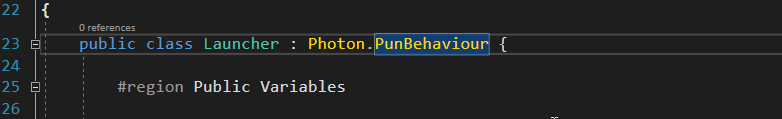 22 {
0 references
23 public class Launcher : Photon.PunBehaviour {
24
25 #region Public Variables
26